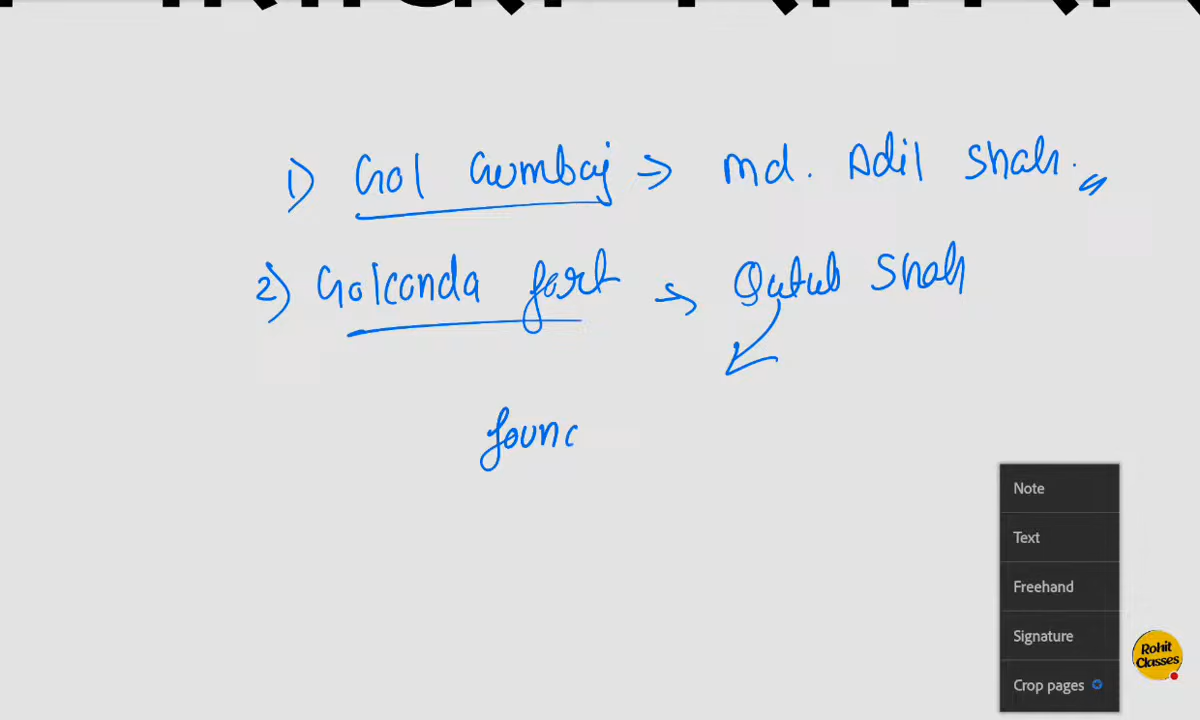 1) Gol Gumbaj → Md. Adil Shah.
2) Golconda fort → Qutub Shah
founc
Note
Text
Freehand
Signature
Crop pages
Rohit
Classes